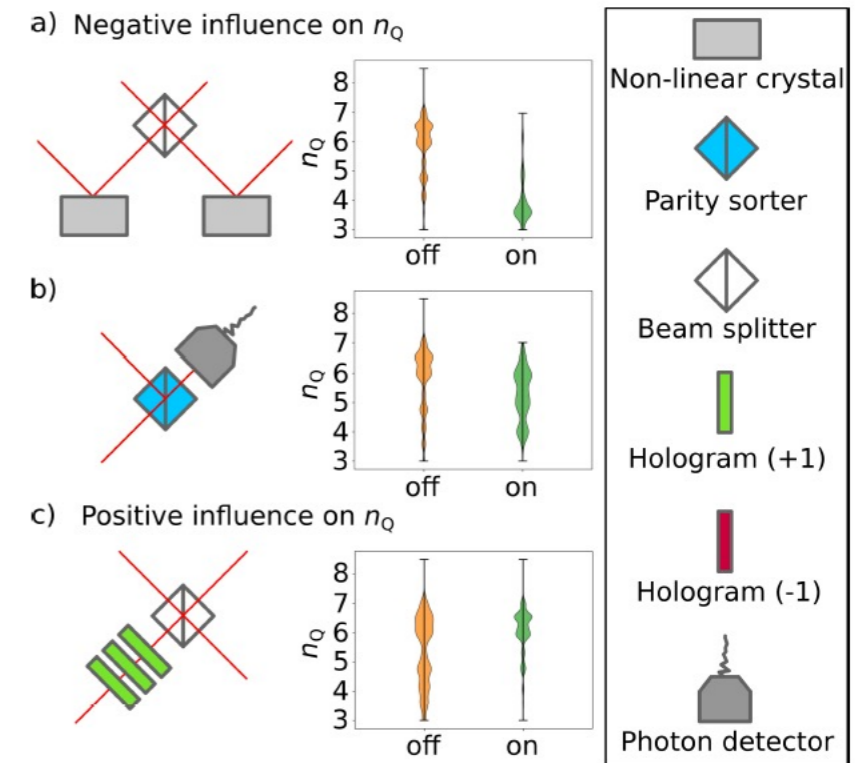 a) Negative influence on nQ
nQ
8
7
6
5
4
3
off on
b)
nQ
8
7
6
5
4
3
off on
c) Positive influence on nQ
nQ
8
7
6
5
4
3
off on
Non-linear crystal
Parity sorter
Beam splitter
Hologram (+1)
Hologram (-1)
Photon detector